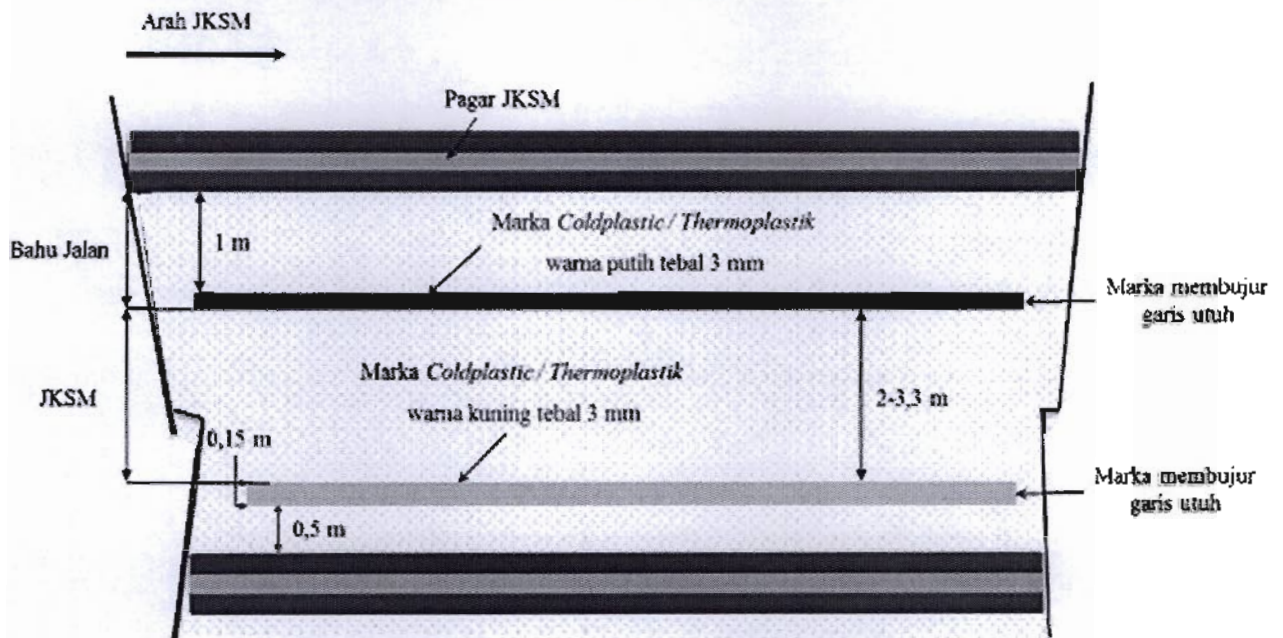 Arah JKSM
Pagar JKSM
Marka Coldplastic / Thermoplastik
warna putih tebal 3 mm
1 m
Bahu Jalan
Marka membujur
garis utuh
Marka Coldplastic / Thermoplastik
warna kuning tebal 3 mm
JKSM
2-3,3 m
0,15 m
Marka membujur
garis utuh
0,5 m